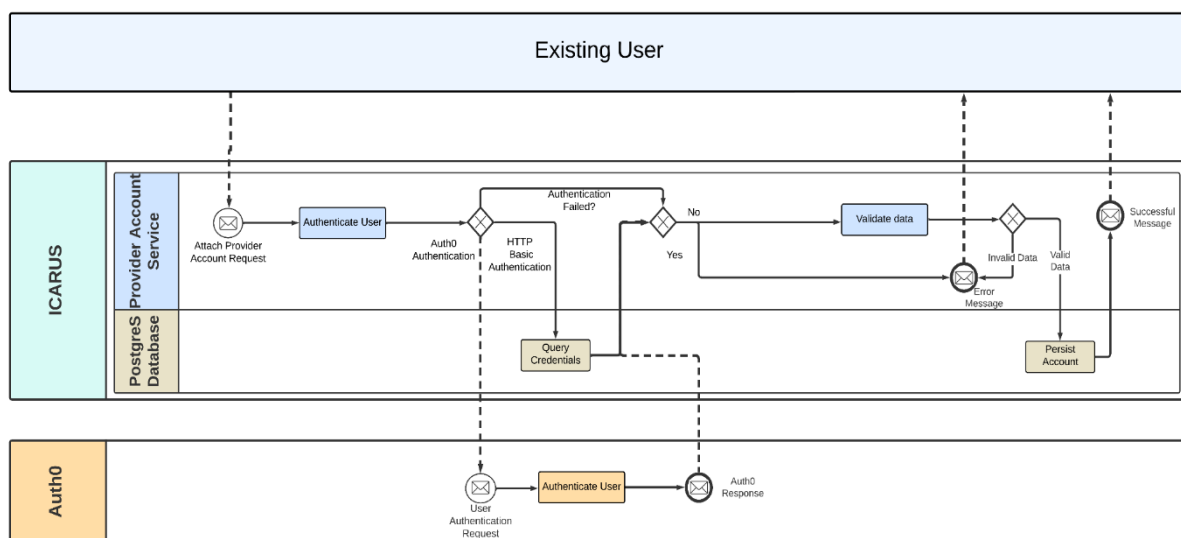 Existing User
ICARUS
Provider Account
Service
Attach Provider
Account Request
Authenticate User
Auth0
Authentication
HTTP
Basic
Authentication
Authentication
Failed?
No
Yes
Validate data
Invalid Data
Valid
Data
Error
Message
Successful
Message
PostgreS
Database
Query
Credentials
Persist
Account
Auth0
User
Authentication
Request
Authenticate User
Auth0
Response